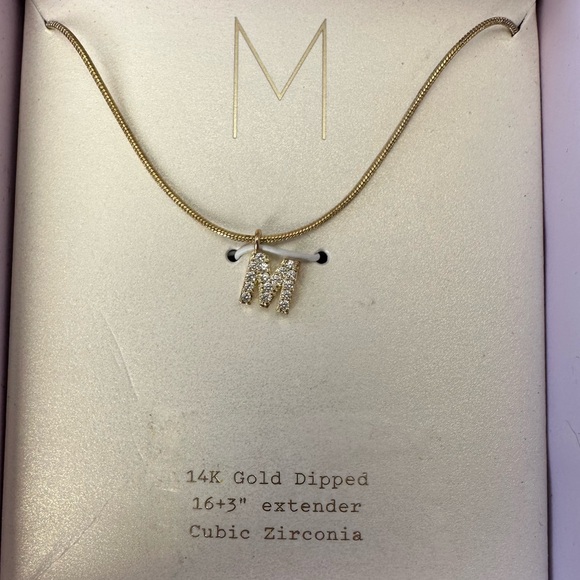 M
M
14K Gold Dipped
16+3" extender
Cubic Zirconia